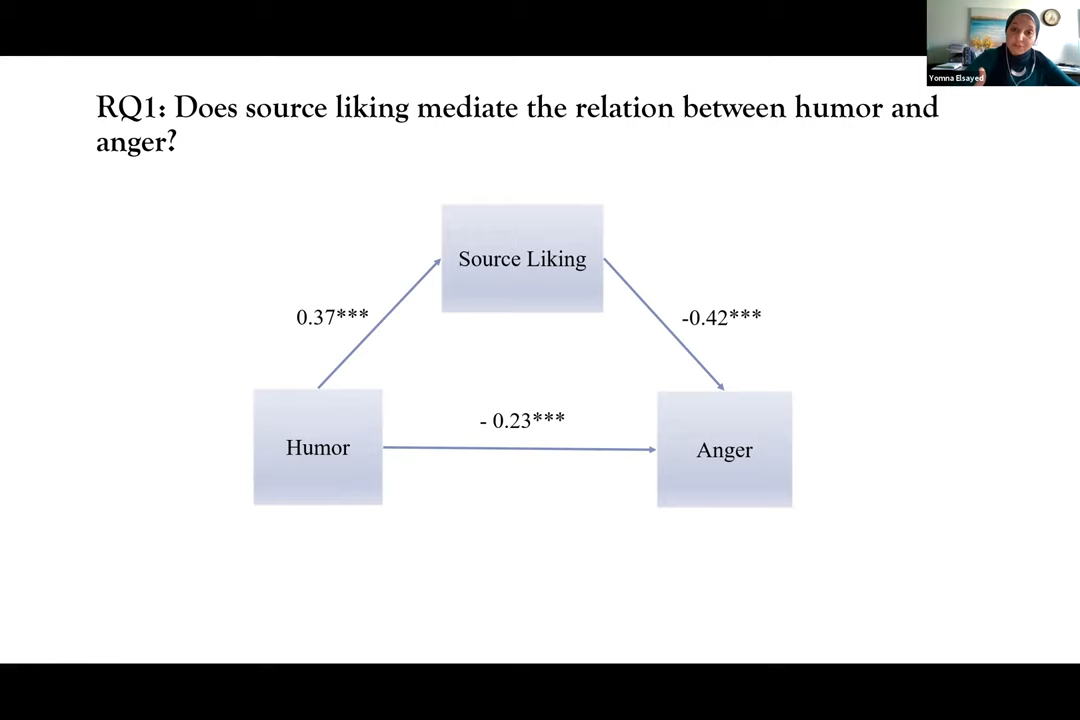 Yomna Elsayed
RQ1: Does source liking mediate the relation between humor and
anger?
Source Liking
0.37***
-0.42***
- 0.23***
Humor
Anger